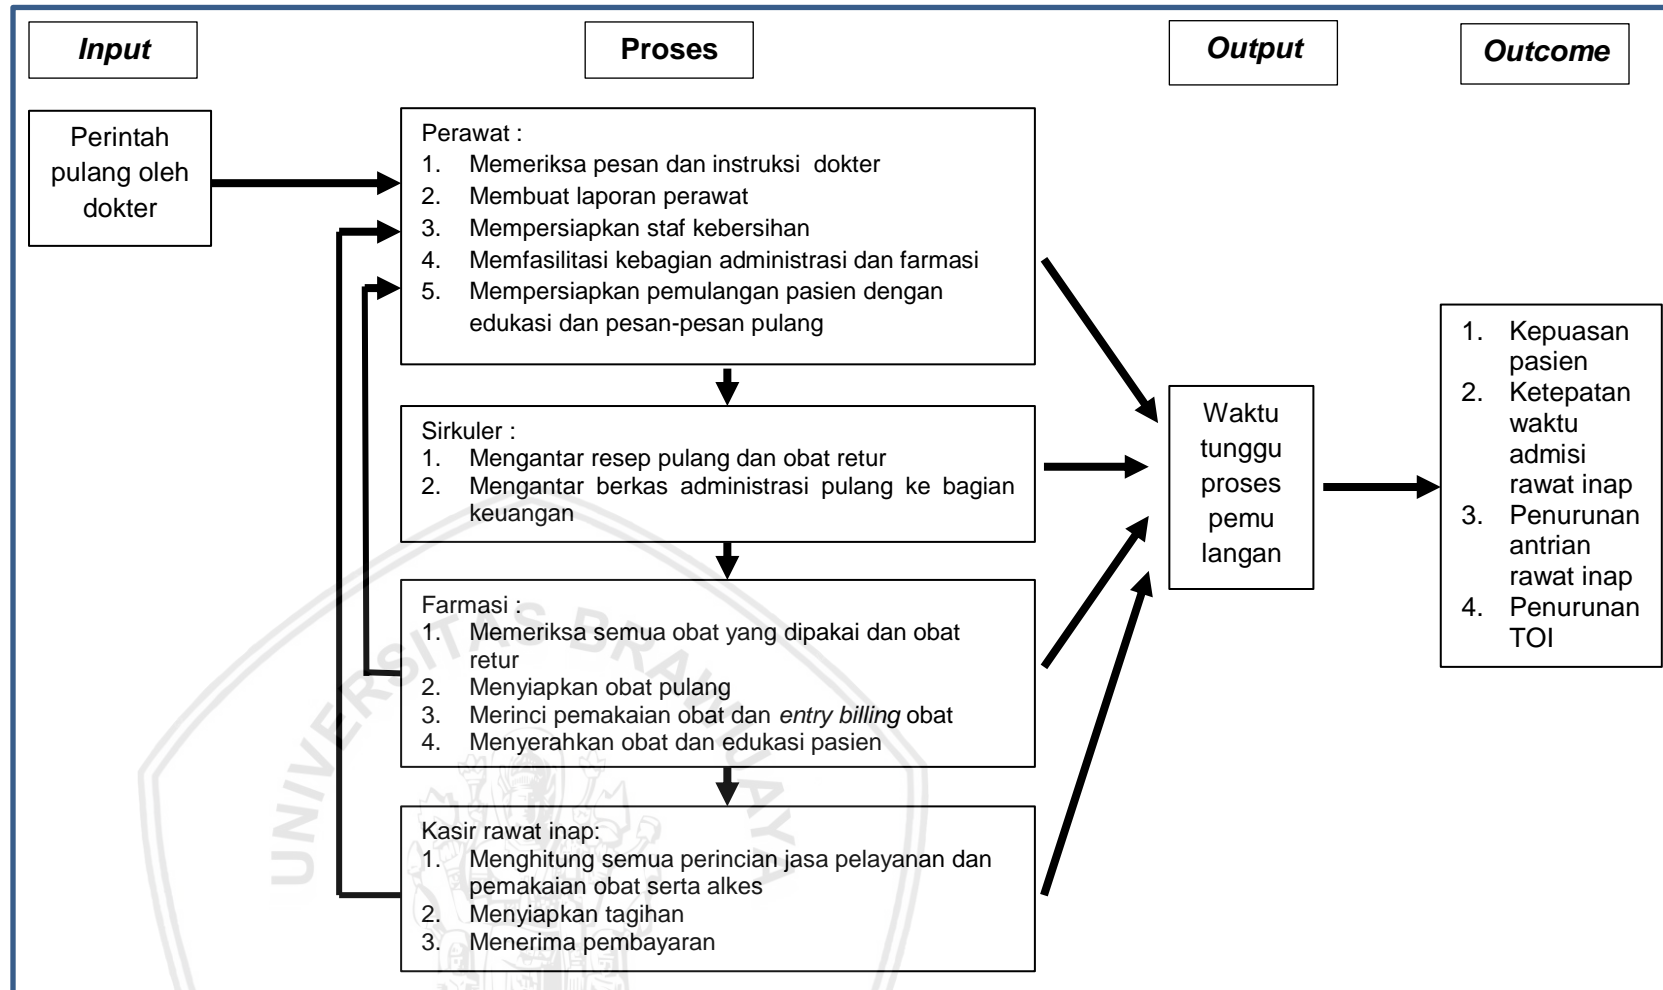 Input
Proses
Output
Outcome
Perintah
pulang oleh
dokter
Perawat :
1. Memeriksa pesan dan instruksi dokter
2. Membuat laporan perawat
3. Mempersiapkan staf kebersihan
4. Memfasilitasi kebagian administrasi dan farmasi
5. Mempersiapkan pemulangan pasien dengan
edukasi dan pesan-pesan pulang
Sirkuler :
1. Mengantar resep pulang dan obat retur
2. Mengantar berkas administrasi pulang ke bagian
keuangan
Farmasi :
1. Memeriksa semua obat yang dipakai dan obat
retur
2. Menyiapkan obat pulang
3. Merinci pemakaian obat dan entry billing obat
4. Menyerahkan obat dan edukasi pasien
Kasir rawat inap:
1. Menghitung semua perincian jasa pelayanan dan
pemakaian obat serta alkes
2. Menyiapkan tagihan
3. Menerima pembayaran
Waktu
tunggu
proses
pemu
langan
1. Kepuasan
pasien
2. Ketepatan
waktu
admisi
rawat inap
3. Penurunan
antrian
rawat inap
4. Penurunan
TOI
UNIVERSITAS BRAWIJAYA